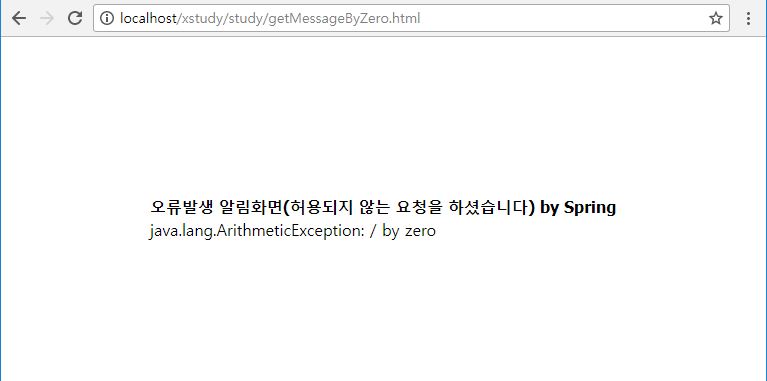 localhost/xstudy/study/getMessageByZero.html
오류발생 알림화면(허용되지 않는 요청을 하셨습니다) by Spring
java.lang.ArithmeticException: / by zero